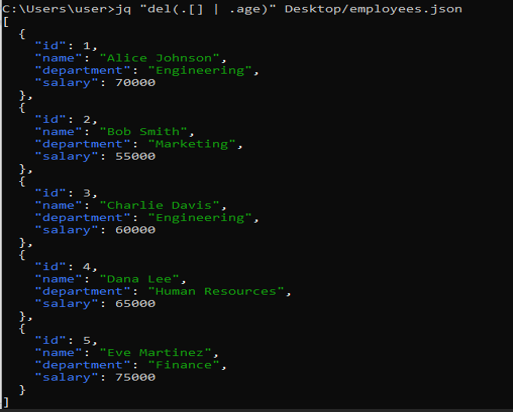 C:\Users\user>jq "del(.[] | .age)" Desktop/employees.json
[
  {
    "id": 1,
    "name": "Alice Johnson",
    "department": "Engineering",
    "salary": 70000
  },
  {
    "id": 2,
    "name": "Bob Smith",
    "department": "Marketing",
    "salary": 55000
  },
  {
    "id": 3,
    "name": "Charlie Davis",
    "department": "Engineering",
    "salary": 60000
  },
  {
    "id": 4,
    "name": "Dana Lee",
    "department": "Human Resources",
    "salary": 65000
  },
  {
    "id": 5,
    "name": "Eve Martinez",
    "department": "Finance",
    "salary": 75000
  }
]